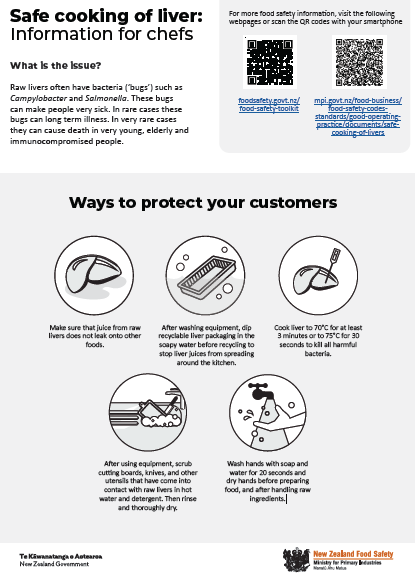 Safe cooking of liver:
Information for chefs
What is the issue?
Raw livers often have bacteria ('bugs') such as
Campylobacter and Salmonella. These bugs
can make people very sick. In rare cases these
bugs can long term illness. In very rare cases
they can cause death in very young, elderly and
immunocompromised people.
For more food safety information, visit the following
webpages or scan the QR codes with your smartphone
foodsafety.govt.nz/
food-safety-toolkit
mpi.govt.nz/food-business/
food-safety-codes-
standards/good-operating-
practice/documents/safe-
cooking-of-livers
Ways to protect your customers
Make sure that juice from raw
livers does not leak onto other
foods.
After washing equipment, dip
recyclable liver packaging in the
soapy water before recycling to
stop liver juices from spreading
around the kitchen.
Cook liver to 70°C for at least
3 minutes or to 75°C for 30
seconds to kill all harmful
bacteria.
After using equipment, scrub
cutting boards, knives, and other
utensils that have come into
contact with raw livers in hot
water and detergent. Then rinse
and thoroughly dry.
Wash hands with soap and
water for 20 seconds and
dry hands before preparing
food, and after handling raw
ingredients.
Te Kāwanatanga o Aotearoa
New Zealand Government
New Zealand Food Safety
Ministry for Primary Industries
Manatū Ahu Matua